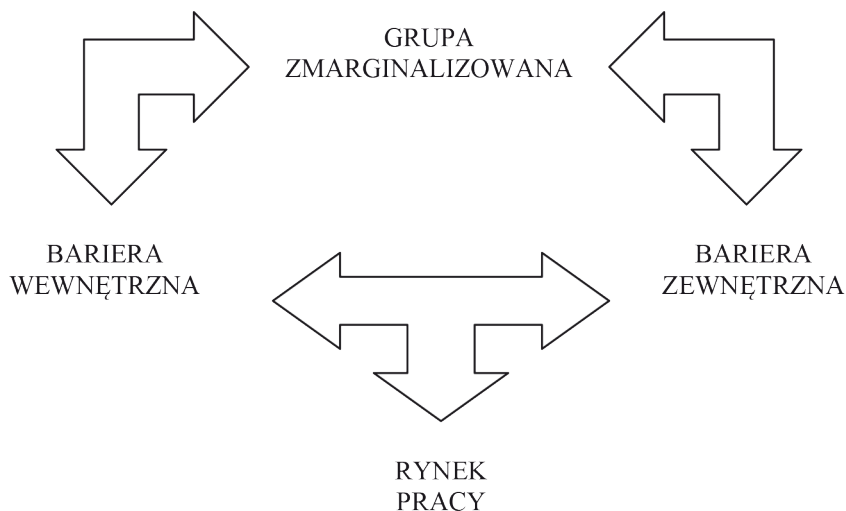 GRUPA
ZMARGINALIZOWANA
BARIERA
WEWNĘTRZNA
BARIERA
ZEWNĘTRZNA
RYNEK
PRACY